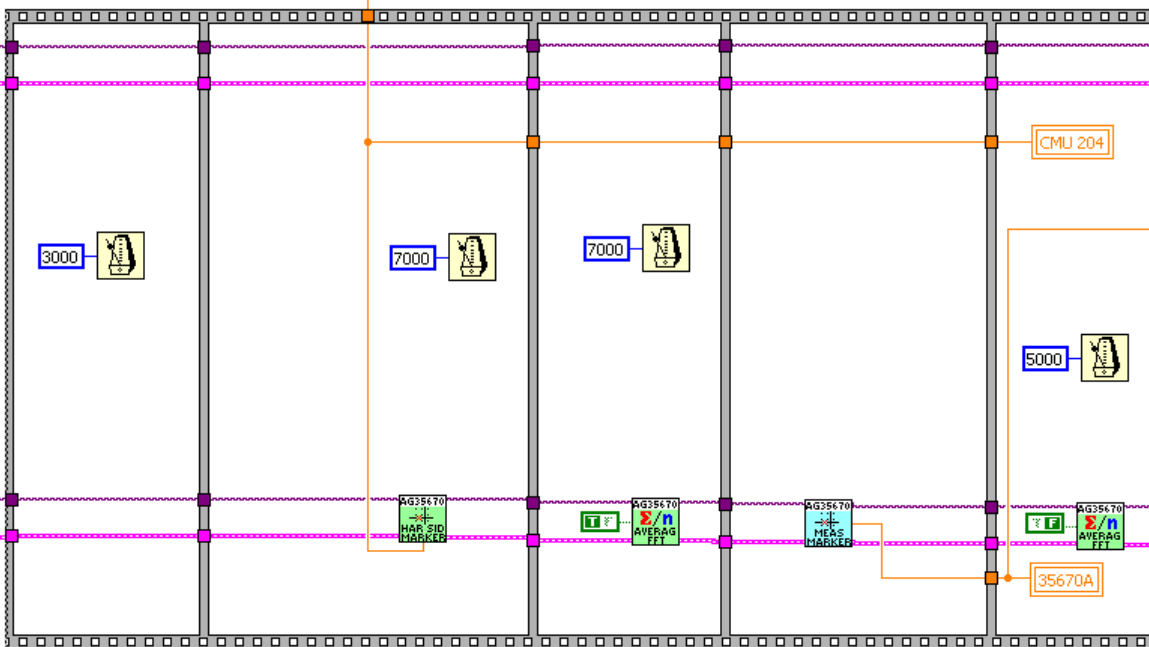 CMU 204
3000
7000
7000
5000
AG35670
HAR SID
MARKER
T F
AG35670
Σ/n
AVERAG
FFT
AG35670
MEAS
MARKER
F
AG35670
Σ/n
AVERAG
FFT
35670A